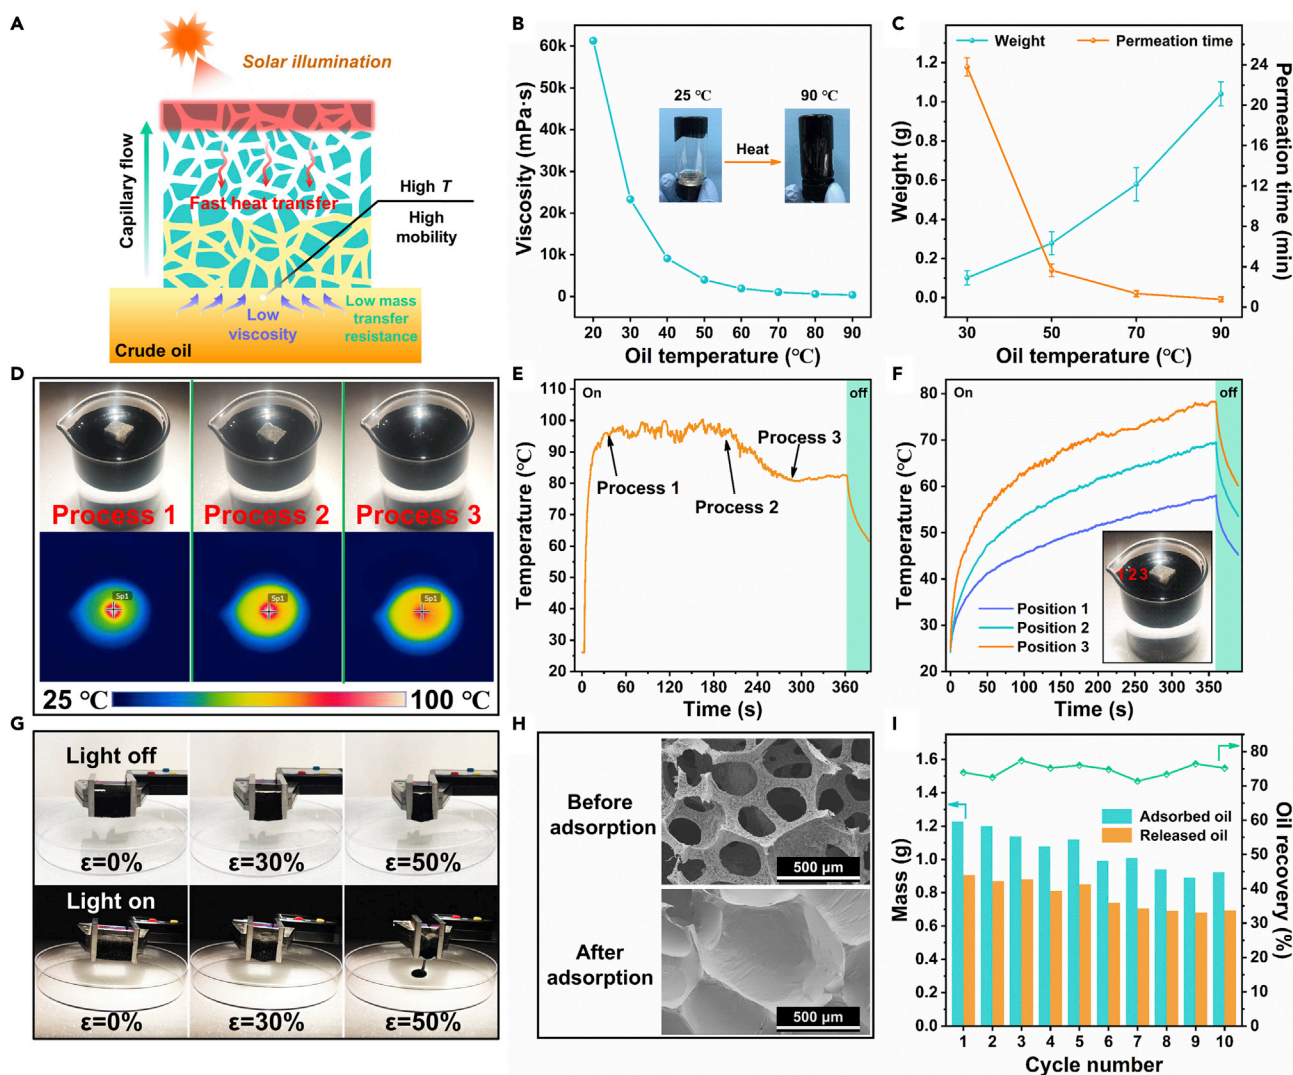 A
Solar illumination
Capillary flow
Fast heat transfer
High T
High
mobility
Low
viscosity
Low mass
transfer
resistance
Crude oil
B
60k
50k
40k
30k
20k
10k
0
Viscosity (mPa·s)
25 °C
90 °C
Heat
20 30 40 50 60 70 80 90
Oil temperature (°C)
C
Weight
Permeation time
1.2
1.0
0.8
0.6
0.4
0.2
0.0
Weight (g)
24
20
16
12
8
4
0
Permeation time (min)
30 50 70 90
Oil temperature (°C)
D
Process 1 Process 2 Process 3
Sp1 Sp1 Sp1
25 °C 100 °C
E
On off
110
100
90
80
70
60
50
40
30
20
Temperature (°C)
Process 1
Process 2
Process 3
0 60 120 180 240 300 360
Time (s)
F
On off
80
70
60
50
40
30
20
Temperature (°C)
Position 1
Position 2
Position 3
123
0 50 100 150 200 250 300 350
Time (s)
G
Light off
ε=0% ε=30% ε=50%
Light on
ε=0% ε=30% ε=50%
H
Before
adsorption
500 μm
After
adsorption
500 μm
I
1.6
1.4
1.2
1.0
0.8
0.6
0.4
0.2
0.0
Mass (g)
Adsorbed oil
Released oil
80
70
60
50
40
30
20
10
0
Oil recovery (%)
1 2 3 4 5 6 7 8 9 10
Cycle number